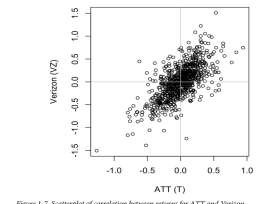 Verizon (VZ)
1.5
1.0
0.5
0.0
-0.5
-1.0
-1.5
-1.0 -0.5 0.0 0.5 1.0
ATT (T)
Figure 1-7. Scatterplot of correlation between returns for ATT and Verizon